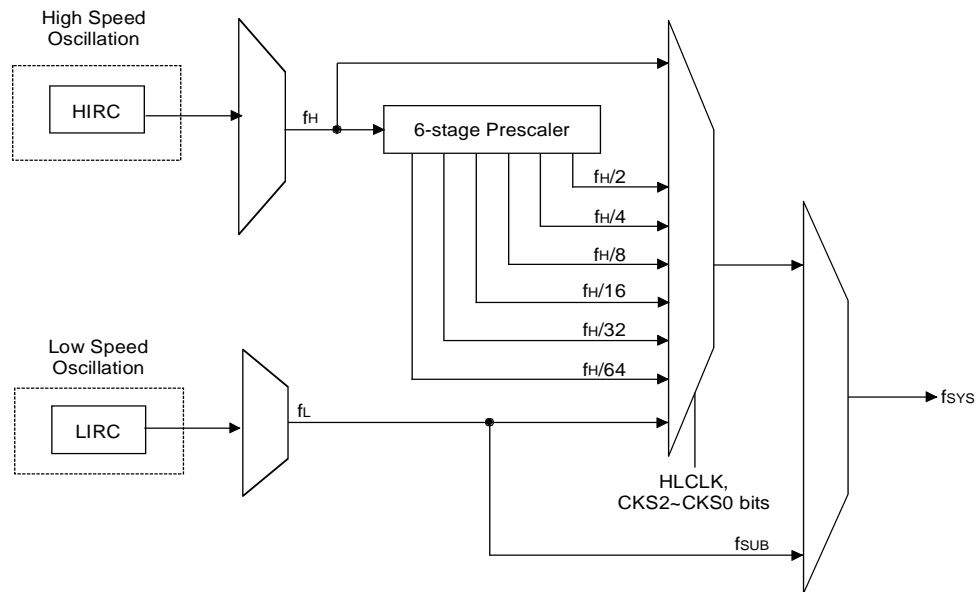 High Speed
Oscillation
HIRC
fH
6-stage Prescaler
fH/2
fH/4
fH/8
fH/16
fH/32
fH/64
Low Speed
Oscillation
LIRC
fL
HLCLK,
CKS2~CKS0 bits
fSUB
fSYS